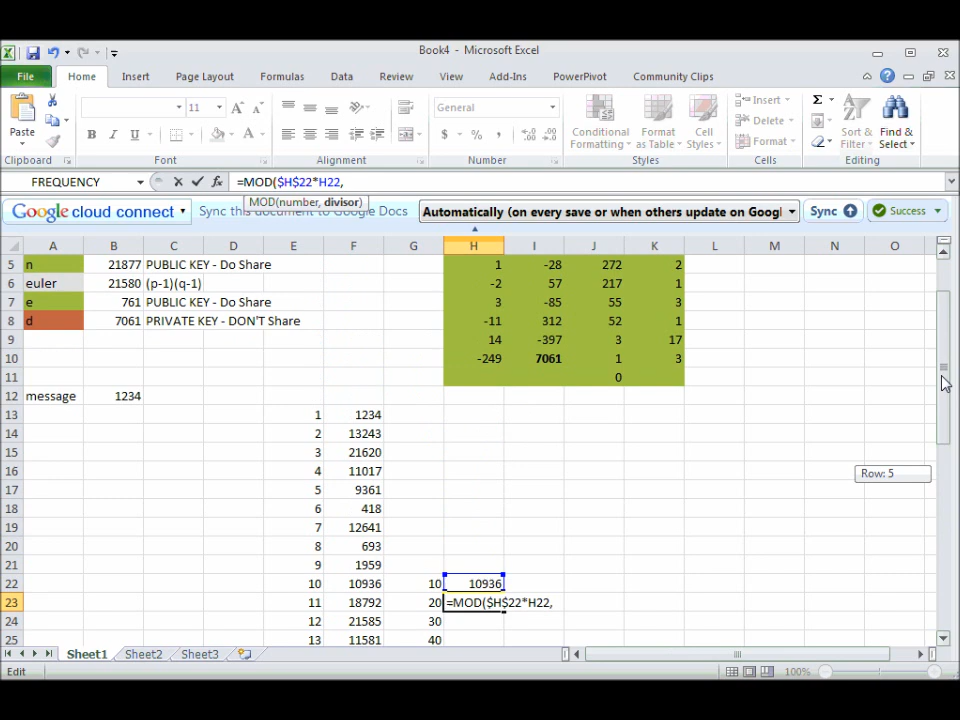 Book4 - Microsoft Excel
File Home Insert Page Layout Formulas Data Review View Add-Ins PowerPivot Community Clips
Paste
11
B I U
General
$ % ,
Conditional Formatting
Format as Table
Cell Styles
Insert
Delete
Format
Σ
Sort & Filter
Find & Select
Clipboard Font Alignment Number Styles Cells Editing
FREQUENCY fx =MOD($H$22*H22,
MOD(number, divisor)
Google cloud connect Sync this document to Google Docs Automatically (on every save or when others update on Googl Sync Success
A B C D E F G H I J K L M N O
5 n 21877 PUBLIC KEY - Do Share 1 -28 272 2
6 euler 21580 (p-1)(q-1) -2 57 217 1
7 e 761 PUBLIC KEY - Do Share 3 -85 55 3
8 d 7061 PRIVATE KEY - DON'T Share -11 312 52 1
9 14 -397 3 17
10 -249 7061 1 3
11 0
12 message 1234
13 1 1234
14 2 13243
15 3 21620
16 4 11017
Row: 5
17 5 9361
18 6 418
19 7 12641
20 8 693
21 9 1959
22 10 10936 10 10936
23 11 18792 20 =MOD($H$22*H22,
24 12 21585 30
25 13 11581 40
Sheet1 Sheet2 Sheet3
Edit 100%